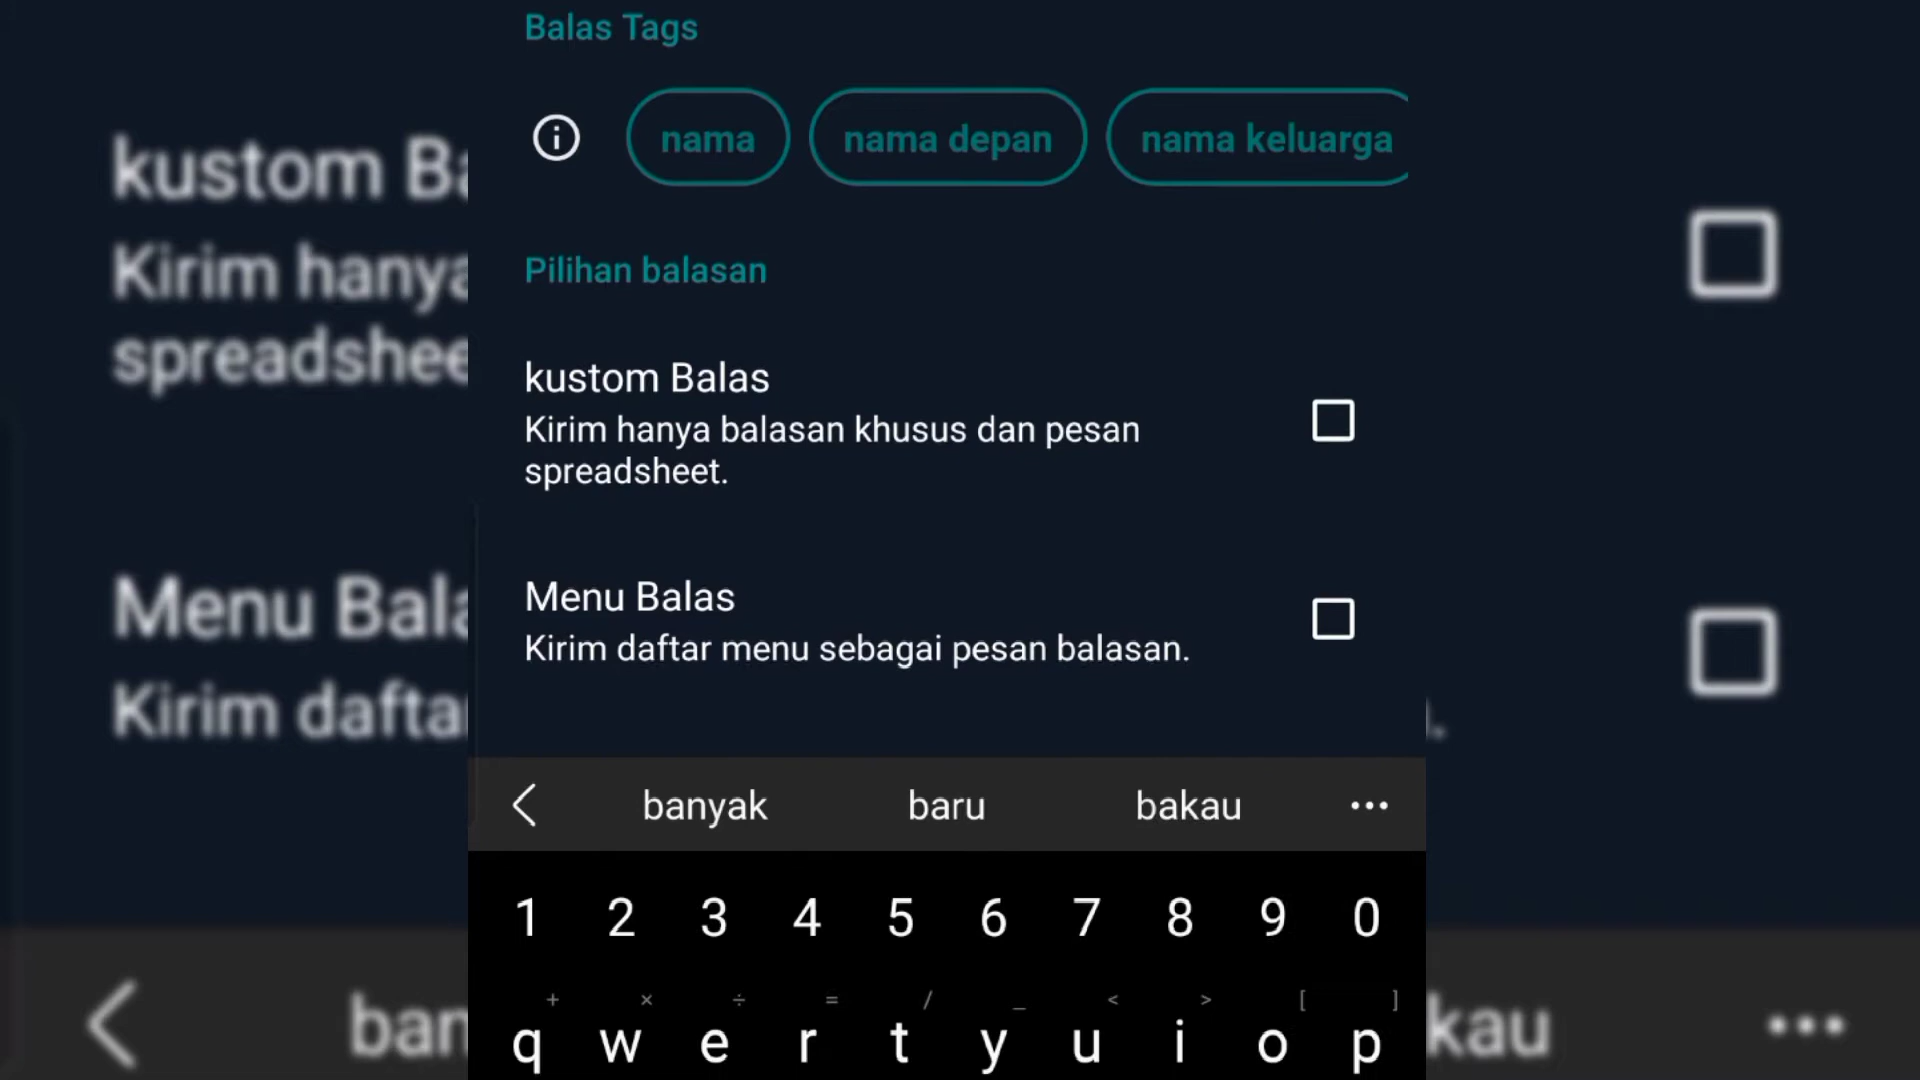 Balas Tags
nama
nama depan
nama keluarga
Pilihan balasan
kustom Balas
Kirim hanya balasan khusus dan pesan
spreadsheet.
Menu Balas
Kirim daftar menu sebagai pesan balasan.
banyak baru bakau
1 2 3 4 5 6 7 8 9 0
+ × ÷ = / _ < > [ ]
q w e r t y u i o p